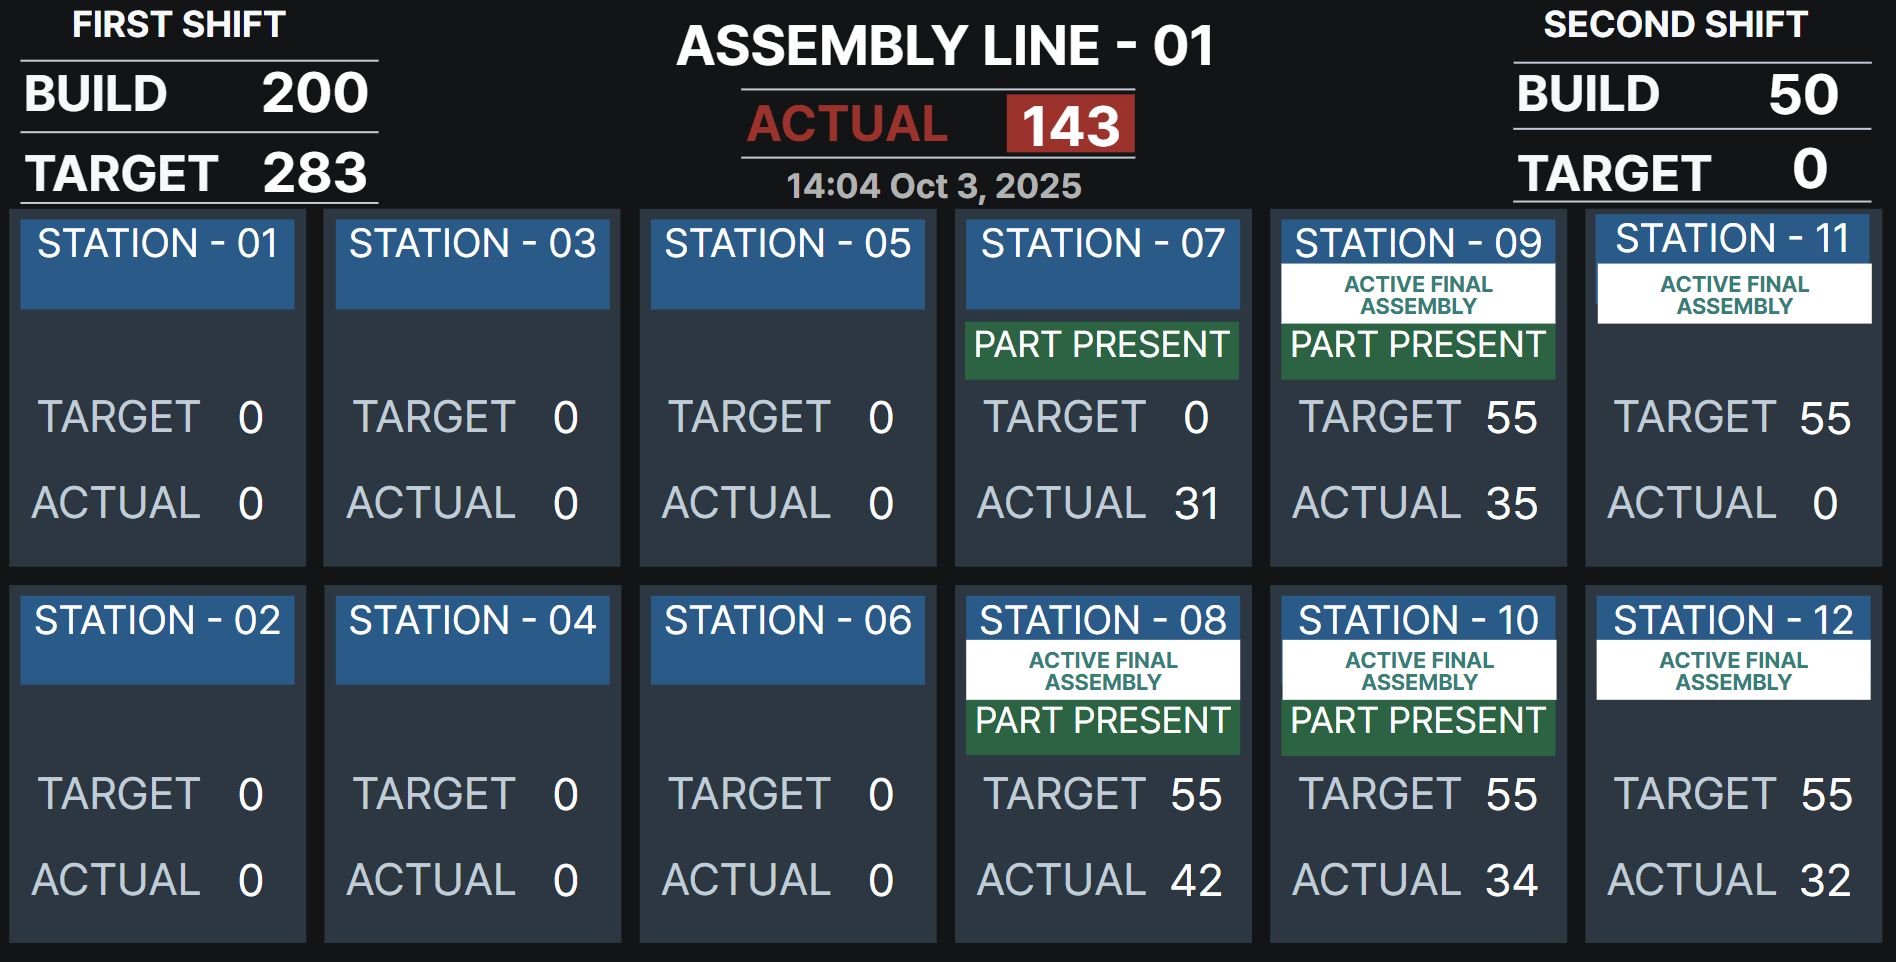 FIRST SHIFT
BUILD 200
TARGET 283
ASSEMBLY LINE - 01
ACTUAL 143
14:04 Oct 3, 2025
SECOND SHIFT
BUILD 50
TARGET 0
STATION - 01
TARGET 0
ACTUAL 0
STATION - 03
TARGET 0
ACTUAL 0
STATION - 05
TARGET 0
ACTUAL 0
STATION - 07
PART PRESENT
TARGET 0
ACTUAL 31
STATION - 09
ACTIVE FINAL
ASSEMBLY
PART PRESENT
TARGET 55
ACTUAL 35
STATION - 11
ACTIVE FINAL
ASSEMBLY
TARGET 55
ACTUAL 0
STATION - 02
TARGET 0
ACTUAL 0
STATION - 04
TARGET 0
ACTUAL 0
STATION - 06
TARGET 0
ACTUAL 0
STATION - 08
ACTIVE FINAL
ASSEMBLY
PART PRESENT
TARGET 55
ACTUAL 42
STATION - 10
ACTIVE FINAL
ASSEMBLY
PART PRESENT
TARGET 55
ACTUAL 34
STATION - 12
ACTIVE FINAL
ASSEMBLY
TARGET 55
ACTUAL 32